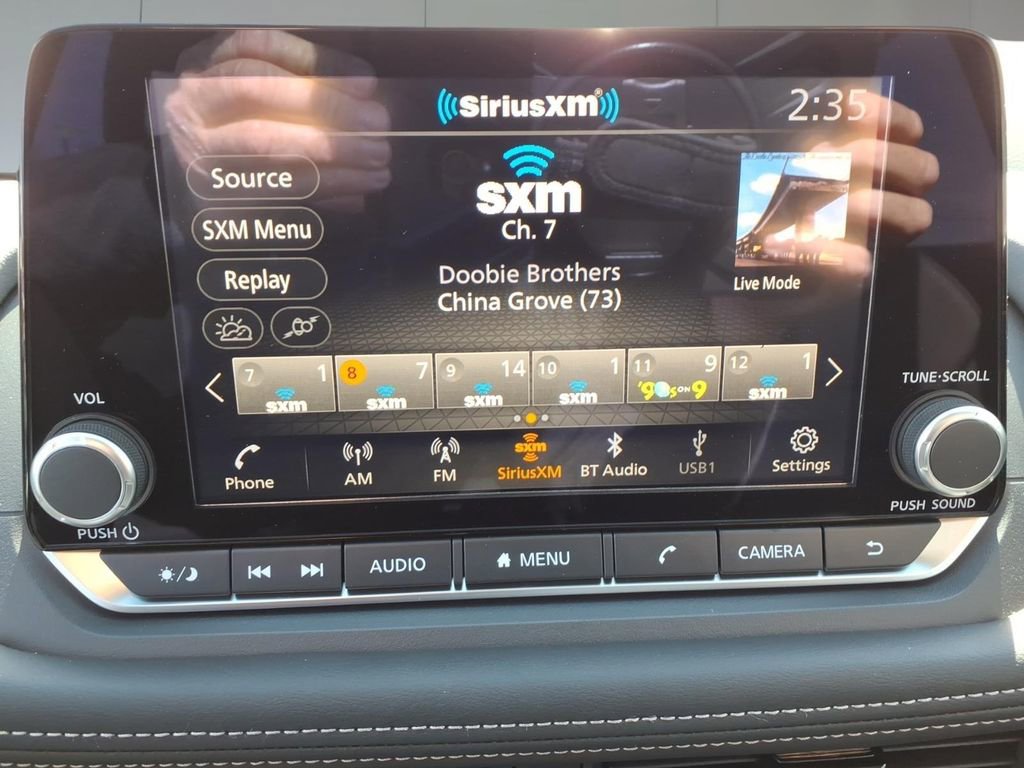 SiriusXM®
2:35
Source
SXM Menu
Replay
sxm
Ch. 7
Doobie Brothers
China Grove (73)
Live Mode
7 1 sxm
8 7 sxm
9 14 sxm
10 1 sxm
11 9 '90s ON 9
12 1 sxm
Phone
AM
FM
sxm
SiriusXM
BT Audio
USB1
Settings
VOL
PUSH
TUNE·SCROLL
PUSH SOUND
AUDIO
MENU
CAMERA